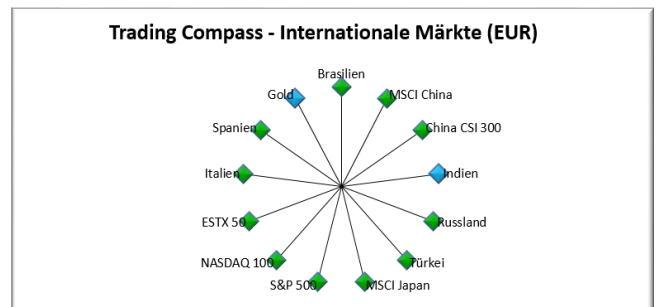 Trading Compass - Internationale Märkte (EUR)
Brasilien
Gold
MSCI China
Spanien
China CSI 300
Italien
Indien
ESTX 50
Russland
NASDAQ 100
Türkei
S&P 500
MSCI Japan